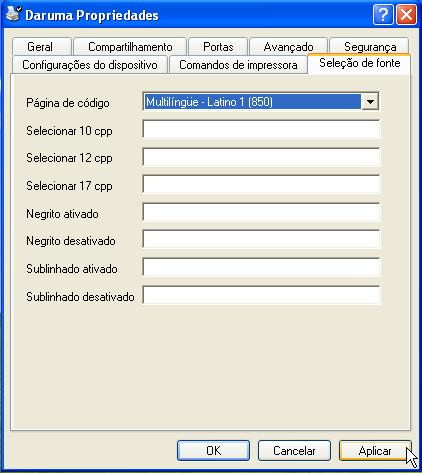 Daruma Propriedades
Geral Compartilhamento Portas Avançado Segurança
Configurações do dispositivo Comandos de impressora Seleção de fonte
Página de código Multilíngüe - Latino 1 (850)
Selecionar 10 cpp
Selecionar 12 cpp
Selecionar 17 cpp
Negrito ativado
Negrito desativado
Sublinhado ativado
Sublinhado desativado
OK Cancelar Aplicar